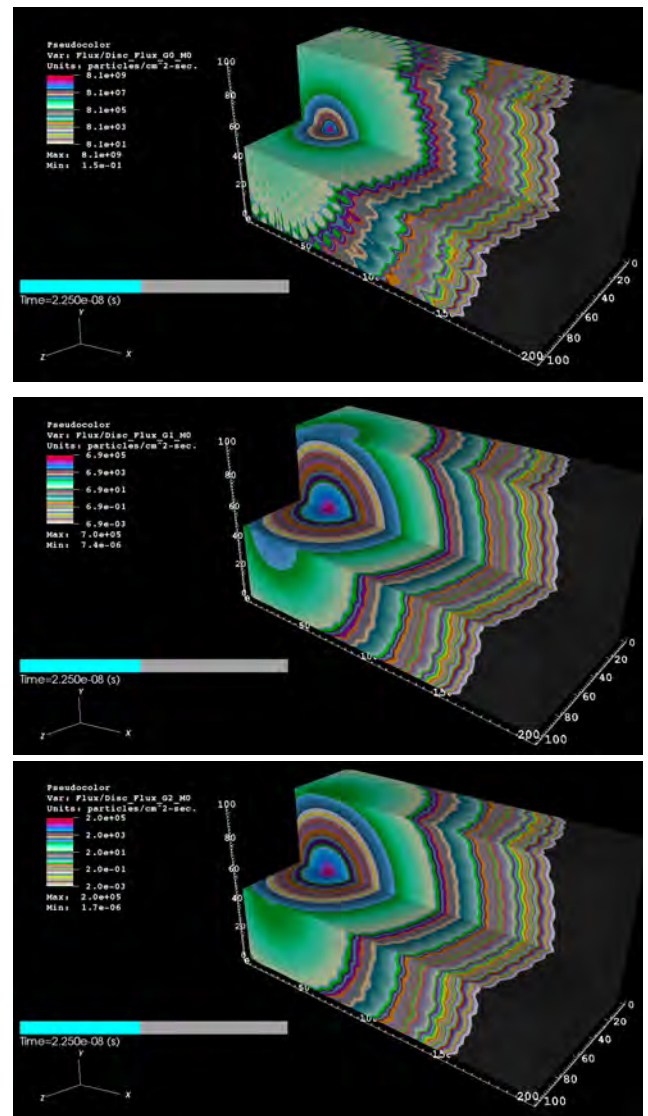 Pseudocolor
Var: Flux/Disc_Flux_G0_M0
Units: particles/cm^2-sec.
8.1e+09
8.1e+07
8.1e+05
8.1e+03
8.1e+01
Max: 8.1e+09
Min: 1.5e-01
100
80
60
40
20
0
50
100
150
200
0
20
40
60
80
100
Time=2.250e-08 (s)
Y
Z
X
Pseudocolor
Var: Flux/Disc_Flux_G1_M0
Units: particles/cm^2-sec.
6.9e+05
6.9e+03
6.9e+01
6.9e-01
6.9e-03
Max: 7.0e+05
Min: 7.4e-06
100
80
60
40
20
0
50
100
150
200
0
20
40
60
80
100
Time=2.250e-08 (s)
Y
Z
X
Pseudocolor
Var: Flux/Disc_Flux_G2_M0
Units: particles/cm^2-sec.
2.0e+05
2.0e+03
2.0e+01
2.0e-01
2.0e-03
Max: 2.0e+05
Min: 1.7e-06
100
80
60
40
20
0
50
100
150
200
0
20
40
60
80
100
Time=2.250e-08 (s)
Y
Z
X